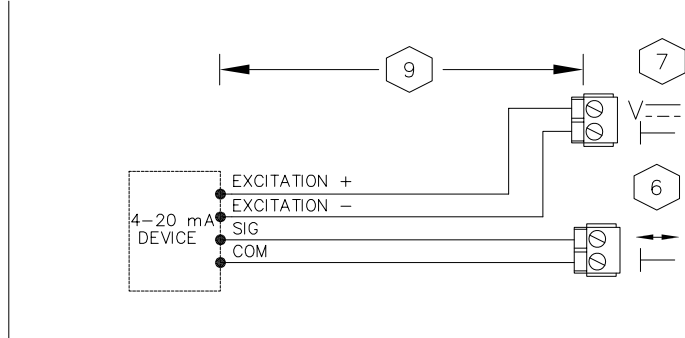 9
7
V
EXCITATION +
6
EXCITATION −
4−20 mA
SIG
DEVICE
COM